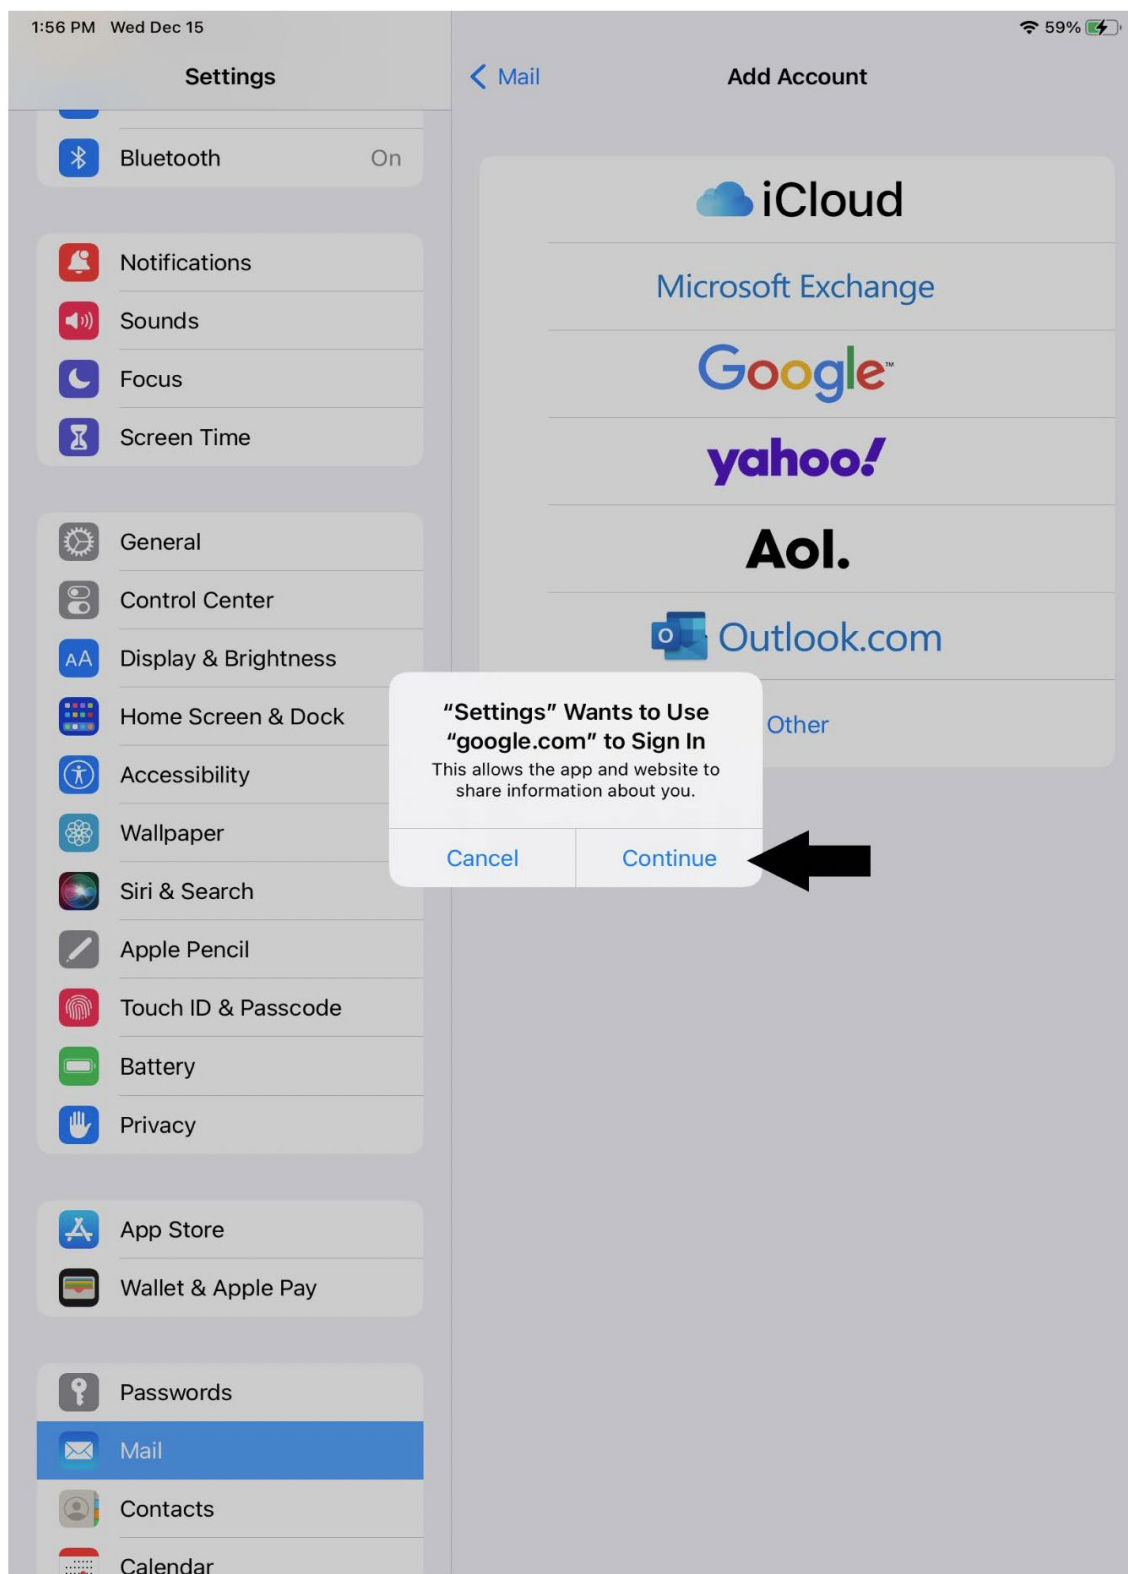 1:56 PM Wed Dec 15
59%
Settings
Bluetooth On
Notifications
Sounds
Focus
Screen Time
General
Control Center
AA
Display & Brightness
Home Screen & Dock
Accessibility
Wallpaper
Siri & Search
Apple Pencil
Touch ID & Passcode
Battery
Privacy
App Store
Wallet & Apple Pay
Passwords
Mail
Contacts
Calendar
Mail
Add Account
iCloud
Microsoft Exchange
Google™
yahoo!
Aol.
O Outlook.com
Other
“Settings” Wants to Use
“google.com” to Sign In
This allows the app and website to
share information about you.
Cancel Continue